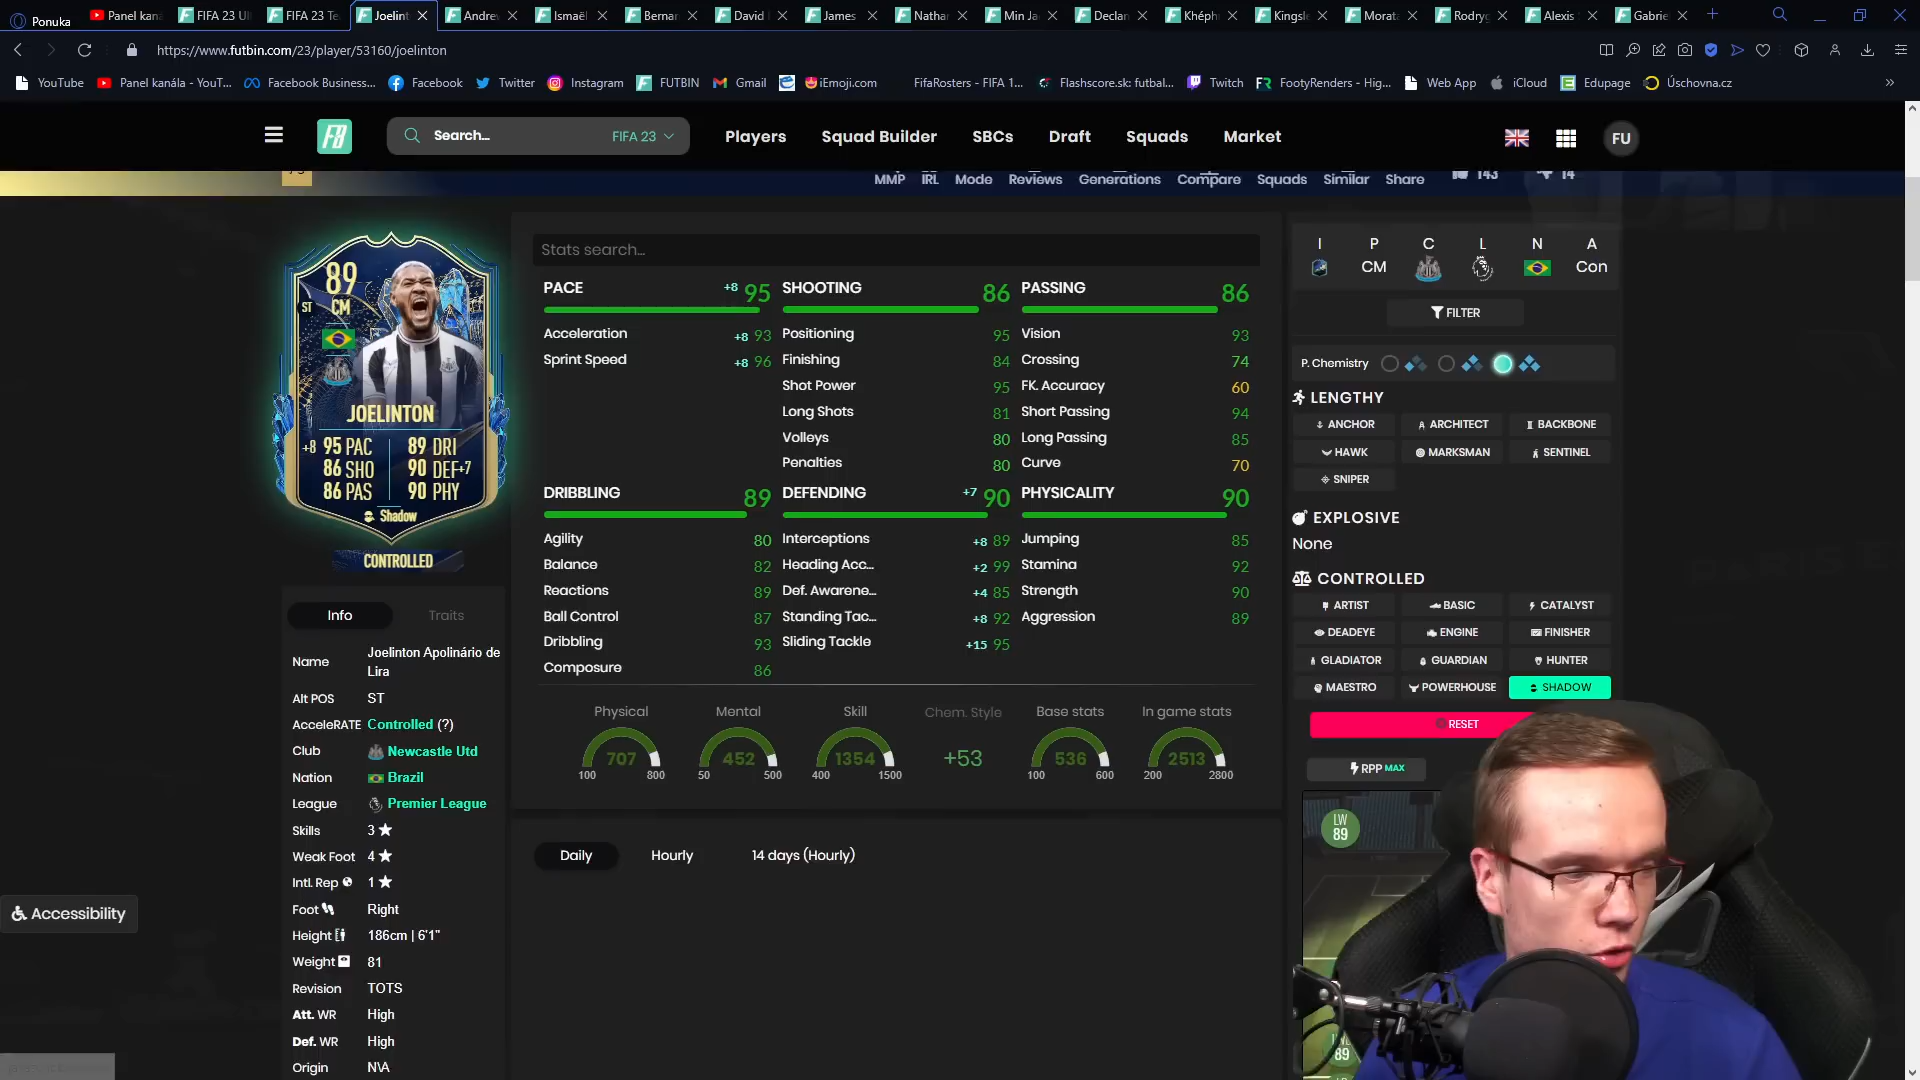 Ponuka
Panel kaná
FIFA 23 Ul
FIFA 23 Te
Joelint
Andrew
Ismaël
Bernar
David
James
Nathar
Min Ja
Declan
Khéphr
Kingsle
Morata
Rodryg
Alexis
Gabrie
https://www.futbin.com/23/player/53160/joelinton
YouTube
Panel kanála - YouT...
Facebook Business...
Facebook
Twitter
Instagram
FUTBIN
Gmail
iEmoji.com
FifaRosters - FIFA 1...
Flashscore.sk: futbal...
Twitch
FootyRenders - Hig...
Web App
iCloud
Edupage
Úschovna.cz
Search...
FIFA 23
Players
Squad Builder
SBCs
Draft
Squads
Market
FU
MMP
IRL
Mode
Reviews
Generations
Compare
Squads
Similar
Share
143
14
89
CM
ST
JOELINTON
+8 95 PAC 89 DRI
86 SHO 90 DEF+7
86 PAS 90 PHY
Shadow
CONTROLLED
Info
Traits
Name Joelinton Apolinário de
Lira
Alt POS ST
AcceleRATE Controlled (?)
Club Newcastle Utd
Nation Brazil
League Premier League
Skills 3
Weak Foot 4
Intl. Rep 1
Foot Right
Height 186cm | 6'1"
Weight 81
Revision TOTS
Att. WR High
Def. WR High
Origin N\A
Accessibility
Stats search...
PACE +8 95
Acceleration +8 93
Sprint Speed +8 96
SHOOTING 86
Positioning 95
Finishing 84
Shot Power 95
Long Shots 81
Volleys 80
Penalties 80
PASSING 86
Vision 93
Crossing 74
FK. Accuracy 60
Short Passing 94
Long Passing 85
Curve 70
DRIBBLING 89
Agility 80
Balance 82
Reactions 89
Ball Control 87
Dribbling 93
Composure 86
DEFENDING +7 90
Interceptions +8 89
Heading Acc... +2 99
Def. Awarene... +4 85
Standing Tac... +8 92
Sliding Tackle +15 95
PHYSICALITY 90
Jumping 85
Stamina 92
Strength 90
Aggression 89
Physical
707
100 800
Mental
452
50 500
Skill
1354
400 1500
Chem. Style
+53
Base stats
536
100 600
In game stats
2513
200 2800
Daily
Hourly
14 days (Hourly)
I P C L N A
CM Con
FILTER
P. Chemistry
LENGTHY
ANCHOR ARCHITECT BACKBONE
HAWK MARKSMAN SENTINEL
SNIPER
EXPLOSIVE
None
CONTROLLED
ARTIST BASIC CATALYST
DEADEYE ENGINE FINISHER
GLADIATOR GUARDIAN HUNTER
MAESTRO POWERHOUSE SHADOW
RESET
RPP MAX
LW
89
89